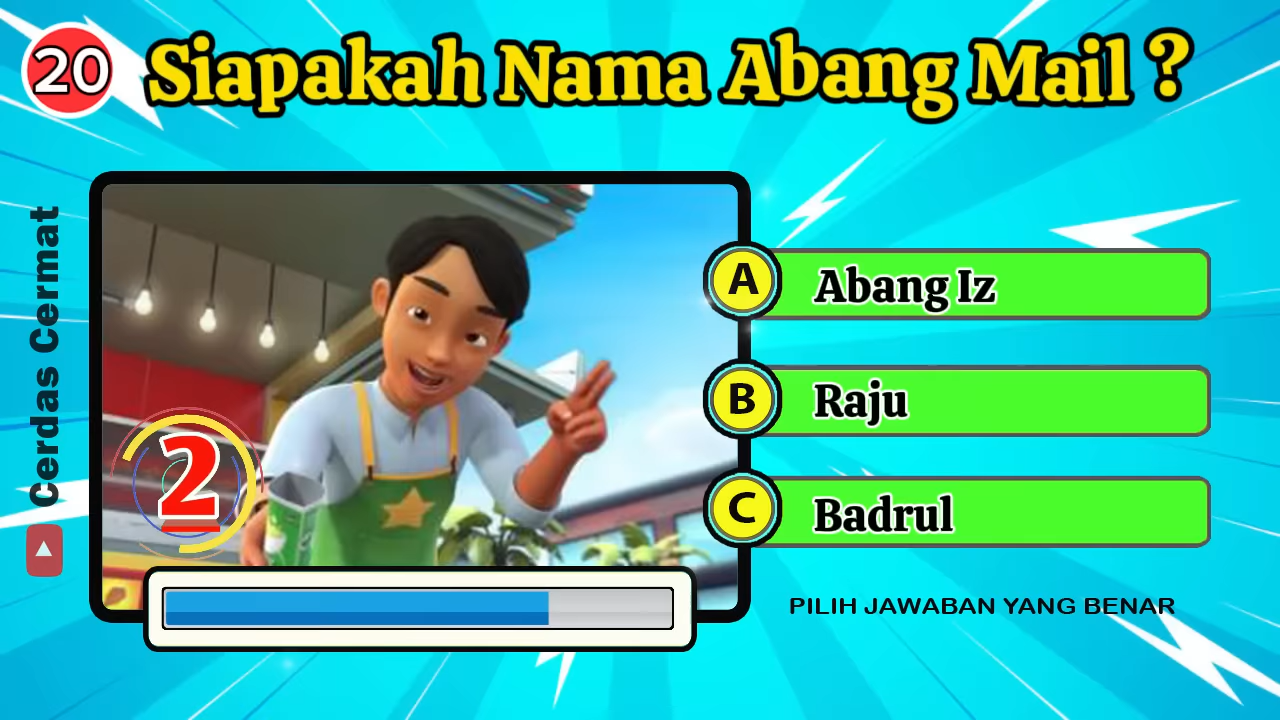 20
Siapakah Nama Abang Mail ?
Cerdas Cermat
2
A
Abang Iz
B
Raju
C
Badrul
PILIH JAWABAN YANG BENAR